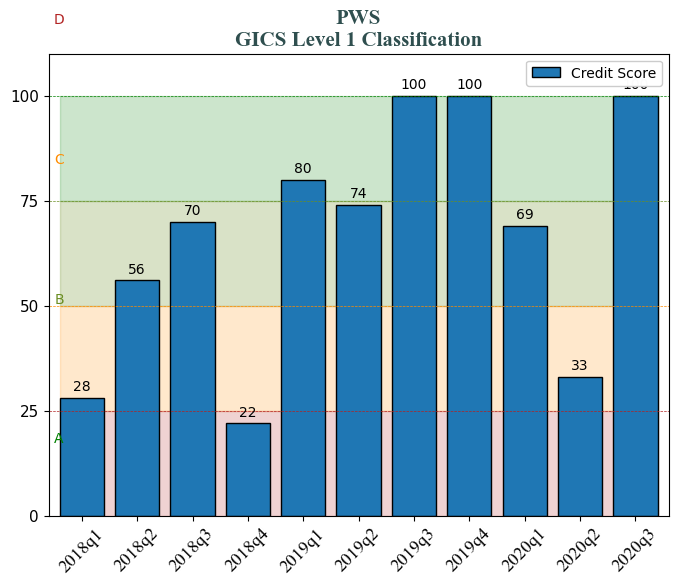 D
PWS
GICS Level 1 Classification
Credit Score
100
75
50
25
0
C
B
A
28
56
70
22
80
74
100
100
69
33
100
2018q1
2018q2
2018q3
2018q4
2019q1
2019q2
2019q3
2019q4
2020q1
2020q2
2020q3